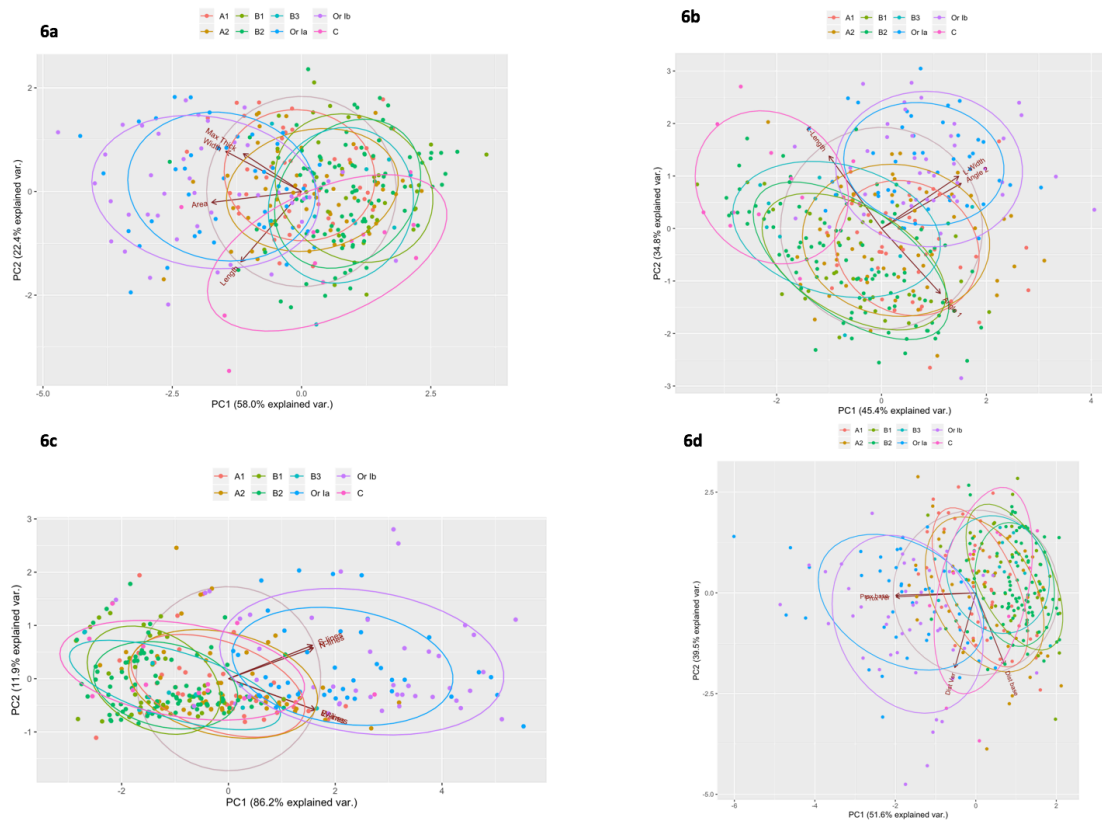 6a
A1 B1 B3 Or Ib
A2 B2 Or Ia C
2
0
-2
PC2 (22.4% explained var.)
Max Thick
Width
Area
Length
-5.0 -2.5 0.0 2.5
PC1 (58.0% explained var.)
6b
A1 B1 B3 Or Ib
A2 B2 Or Ia C
3
2
1
0
-1
-2
-3
PC2 (34.8% explained var.)
Length
Width
Angle 2
-2 0 2 4
PC1 (45.4% explained var.)
6c
A1 B1 B3 Or Ib
A2 B2 Or Ia C
3
2
1
0
-1
PC2 (11.9% explained var.)
-2 0 2 4
PC1 (86.2% explained var.)
6d
A1 B1 B3 Or Ib
A2 B2 Or Ia C
2.5
0.0
-2.5
-5.0
PC2 (39.5% explained var.)
Dist base
-6 -4 -2 0 2
PC1 (51.6% explained var.)